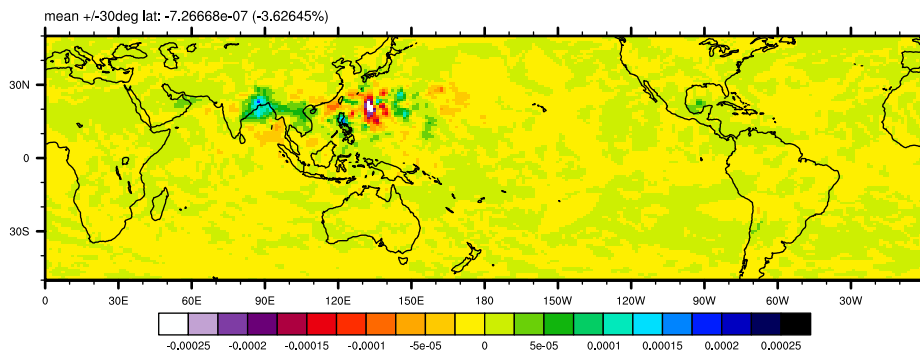 mean +/-30deg lat: -7.26668e-07 (-3.62645%)
30N
0
30S
0 30E 60E 90E 120E 150E 180 150W 120W 90W 60W 30W
-0.00025 -0.0002 -0.00015 -0.0001 -5e-05 0 5e-05 0.0001 0.00015 0.0002 0.00025